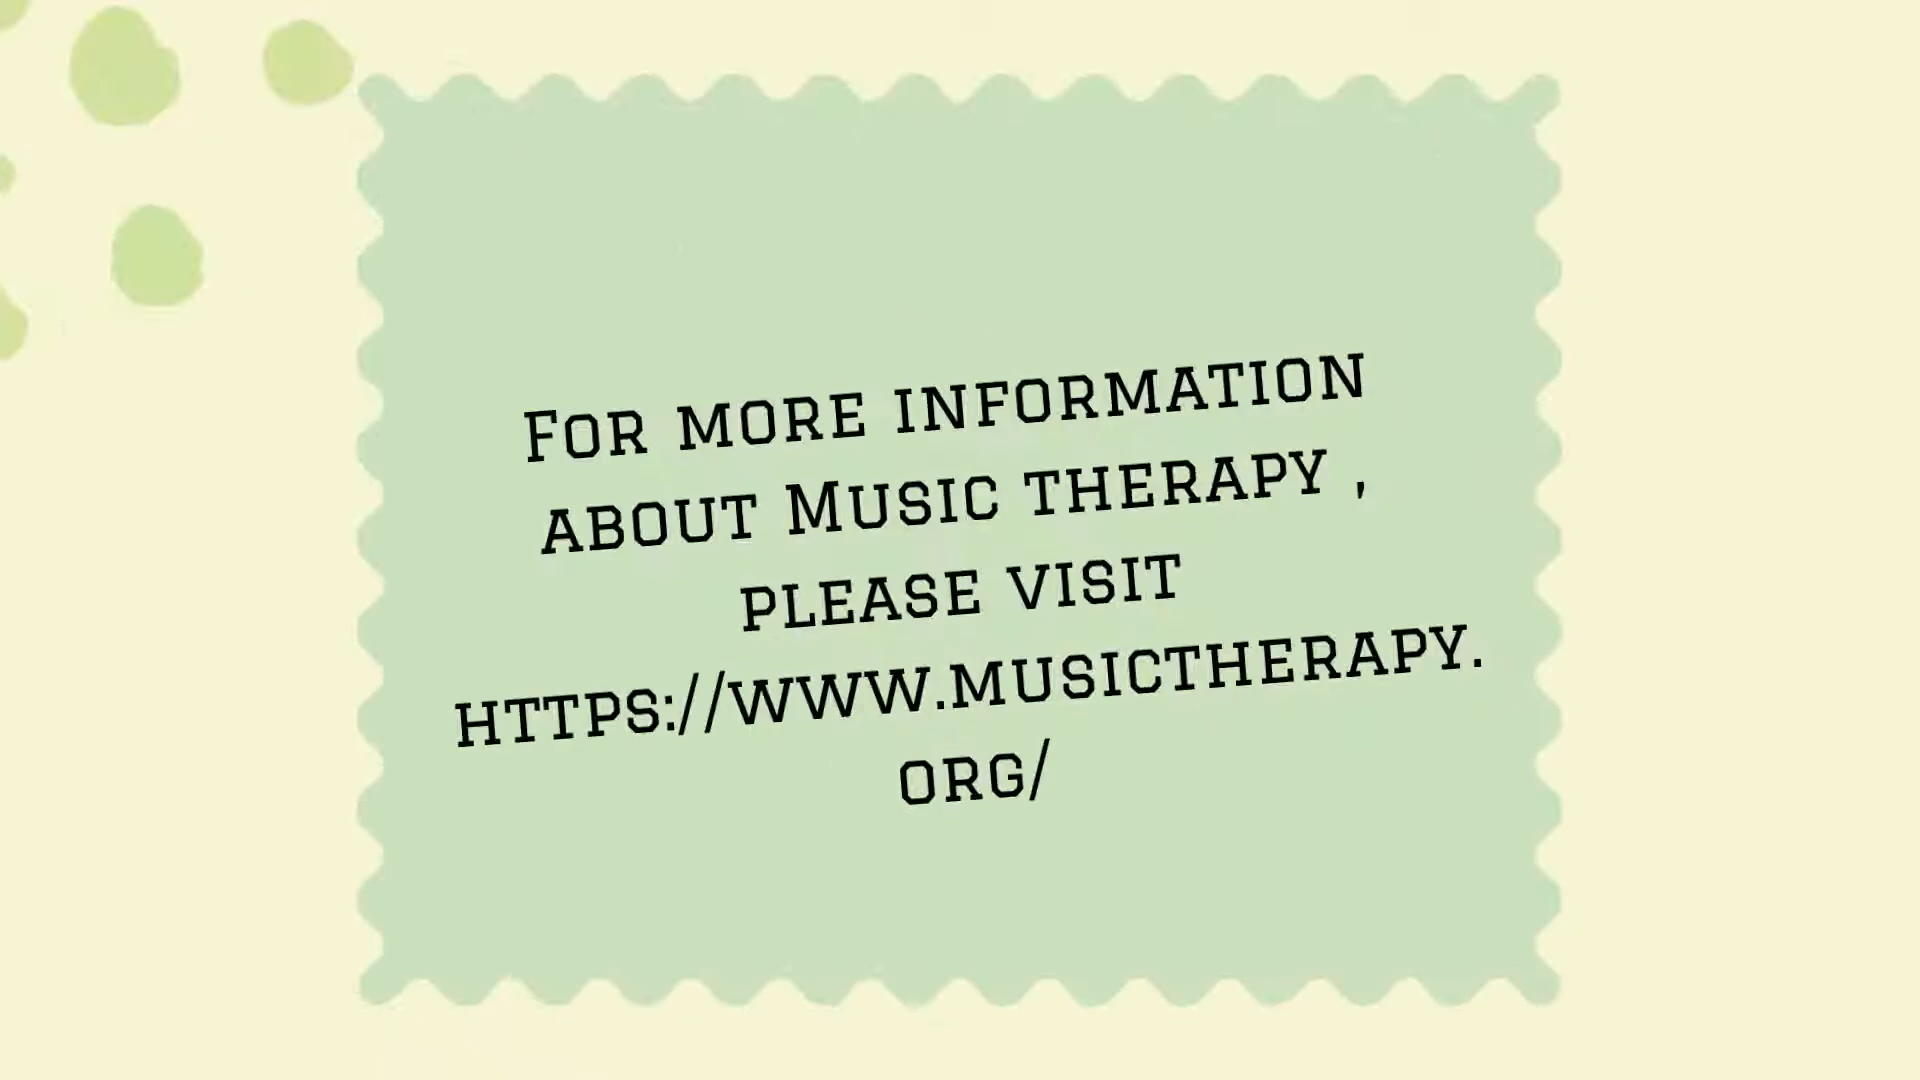 For more information
about Music therapy ,
please visit
https://www.musictherapy.
org/